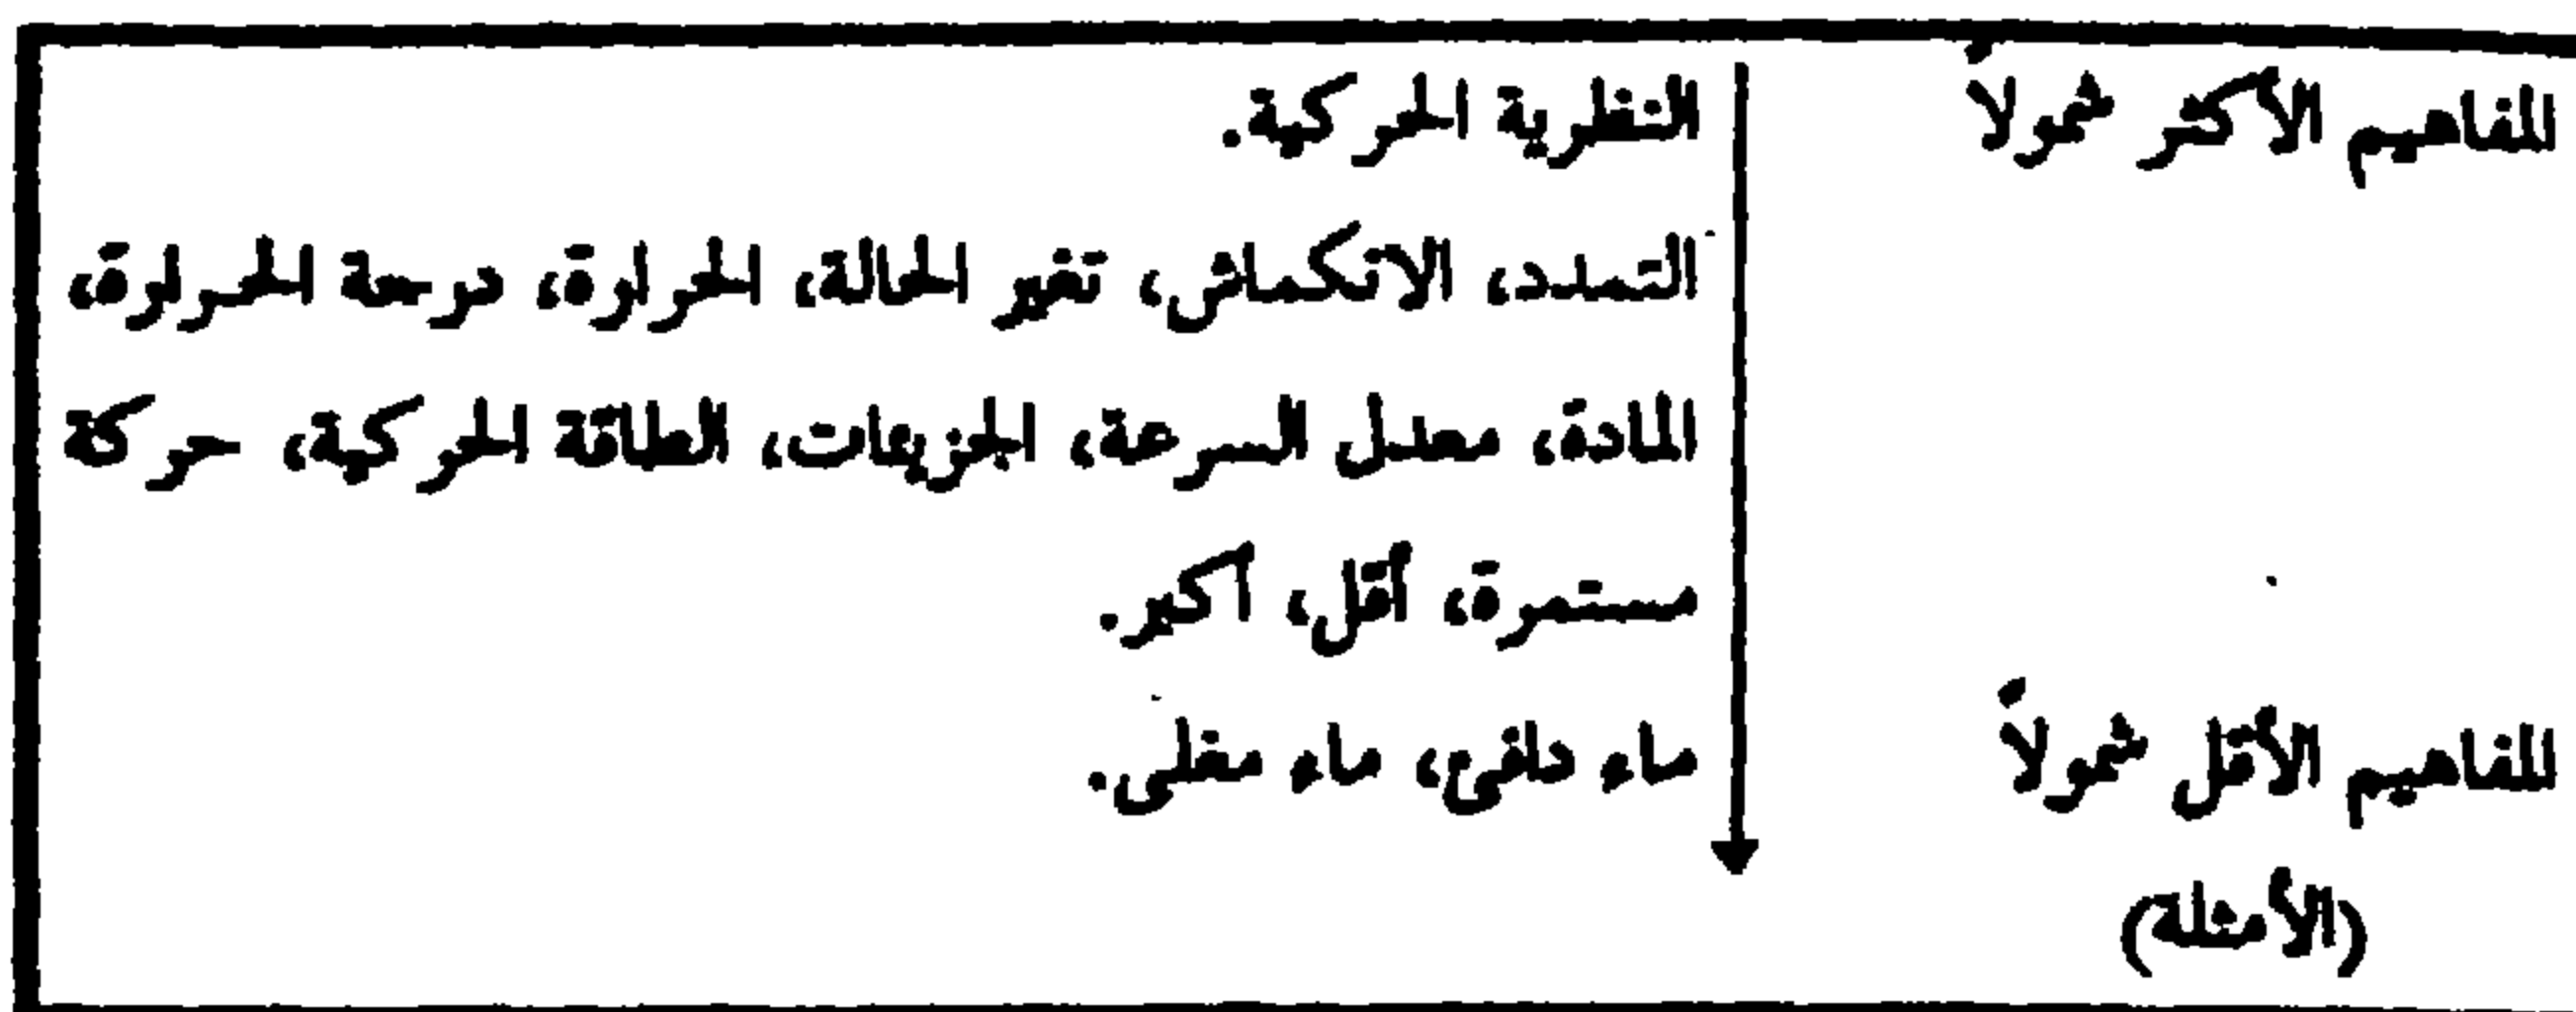 المفاهيم الأكثر شمولاً النظرية الحركية.
التمدد، الانكماش، تغير الحالة، الحرارة، درجة الحرارة،
المادة، معدل السرعة، الجزيئات، الطاقة الحركية، حركة
مستمرة، أقل، أكبر.
المفاهيم الأقل شمولاً ماء دافئ، ماء مغلى.
(الأمثلة)